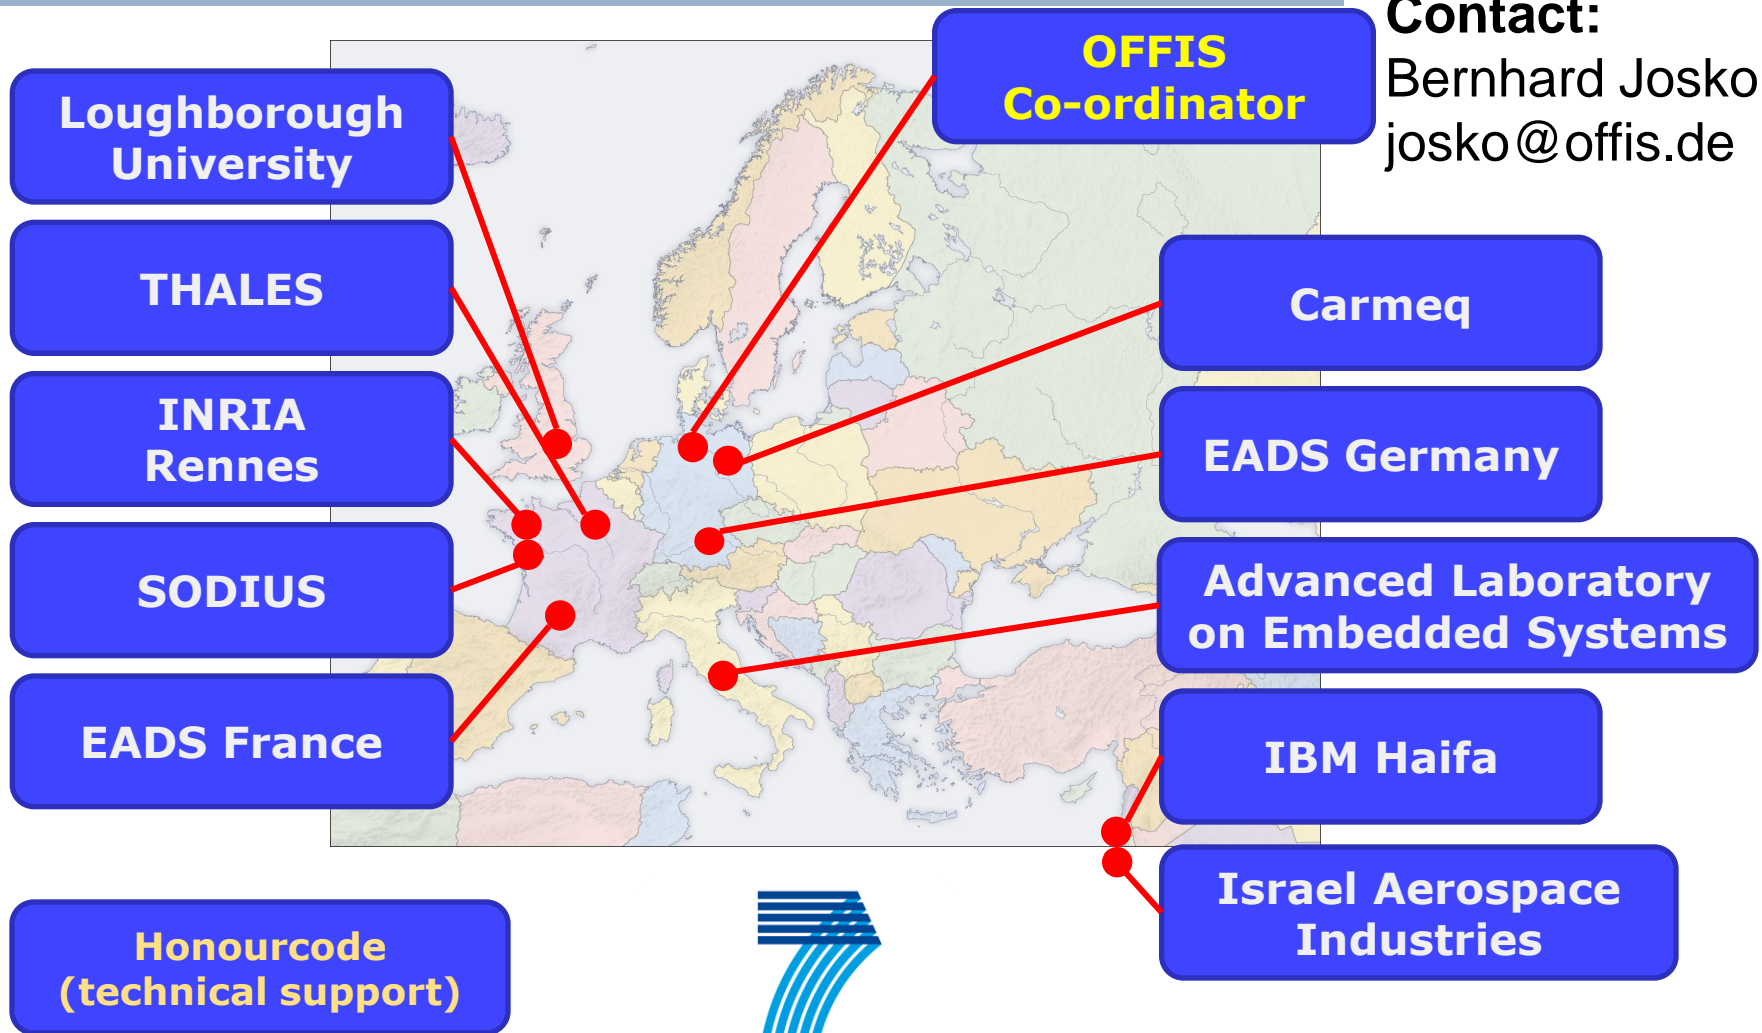 Contact:
Bernhard Josko
josko@offis.de
OFFIS
Co-ordinator
Loughborough
University
THALES
INRIA
Rennes
SODIUS
EADS France
Carmeq
EADS Germany
Advanced Laboratory
on Embedded Systems
IBM Haifa
Israel Aerospace
Industries
Honourcode
(technical support)